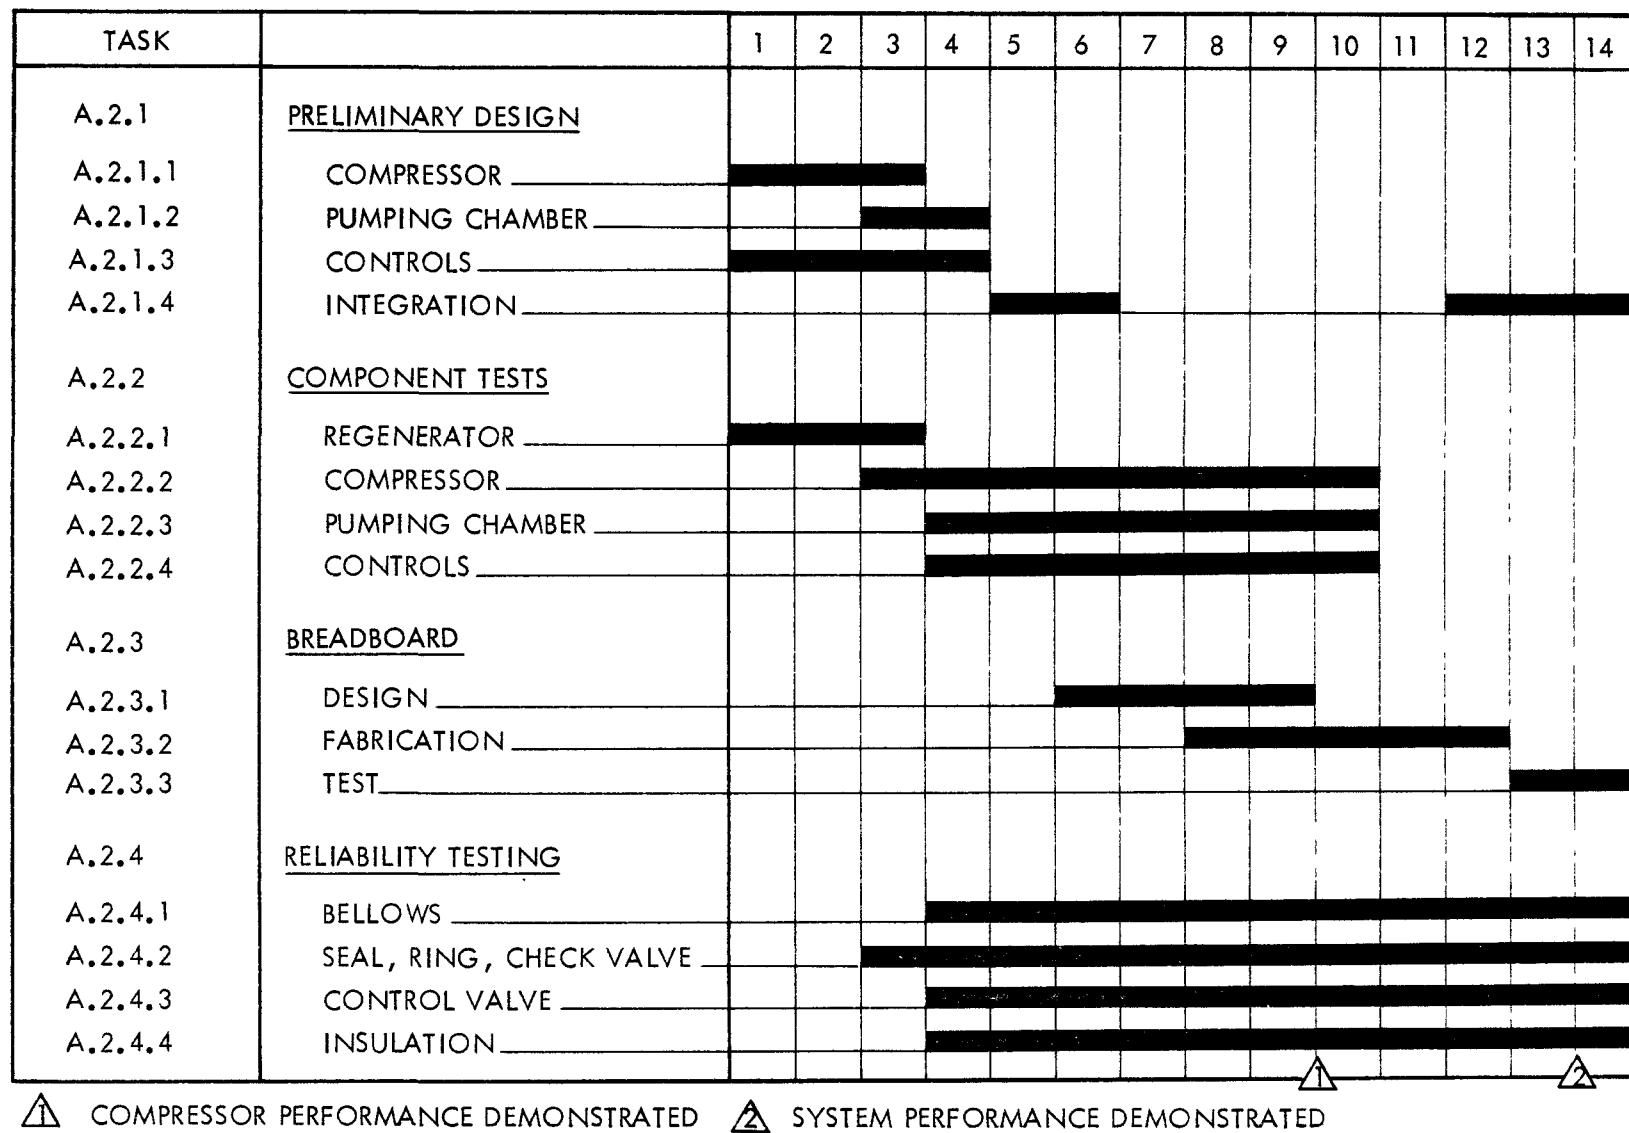 TASK 1 2 3 4 5 6 7 8 9 10 11 12 13 14
A.2.1 PRELIMINARY DESIGN
A.2.1.1 COMPRESSOR
A.2.1.2 PUMPING CHAMBER
A.2.1.3 CONTROLS
A.2.1.4 INTEGRATION
A.2.2 COMPONENT TESTS
A.2.2.1 REGENERATOR
A.2.2.2 COMPRESSOR
A.2.2.3 PUMPING CHAMBER
A.2.2.4 CONTROLS
A.2.3 BREADBOARD
A.2.3.1 DESIGN
A.2.3.2 FABRICATION
A.2.3.3 TEST
A.2.4 RELIABILITY TESTING
A.2.4.1 BELLOWS
A.2.4.2 SEAL, RING, CHECK VALVE
A.2.4.3 CONTROL VALVE
A.2.4.4 INSULATION
1 2
1 COMPRESSOR PERFORMANCE DEMONSTRATED 2 SYSTEM PERFORMANCE DEMONSTRATED